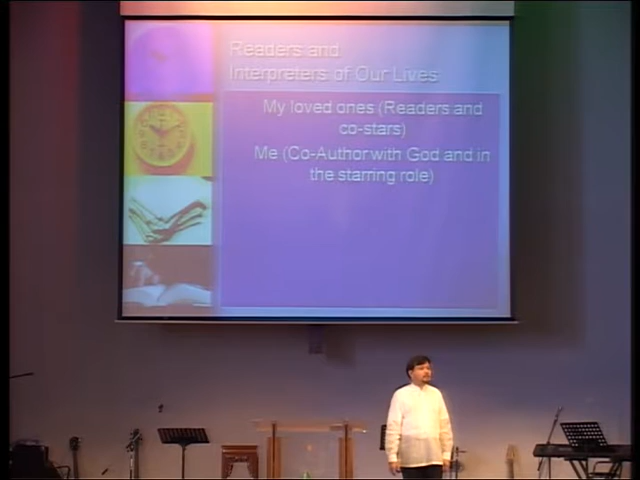 Readers and
Interpreters of Our Lives
My loved ones (Readers and
co-stars)
Me (Co-Author with God and in
the starring role)